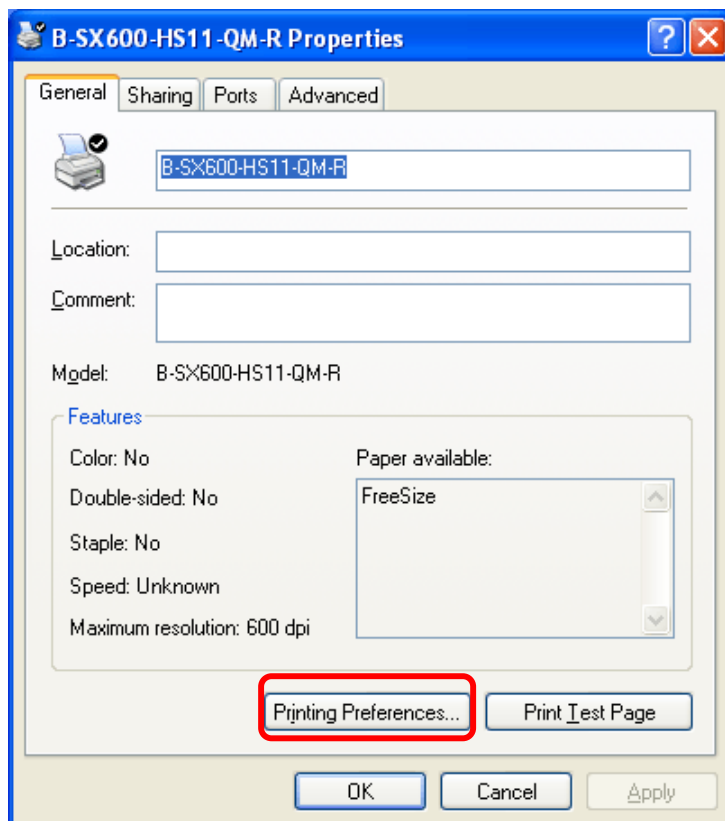 B-SX600-HS11-QM-R Properties
General Sharing Ports Advanced
B-SX600-HS11-QM-R
Location:
Comment:
Model: B-SX600-HS11-QM-R
Features
Color: No
Paper available:
Double-sided: No
FreeSize
Staple: No
Speed: Unknown
Maximum resolution: 600 dpi
Printing Preferences... Print Test Page
OK Cancel Apply